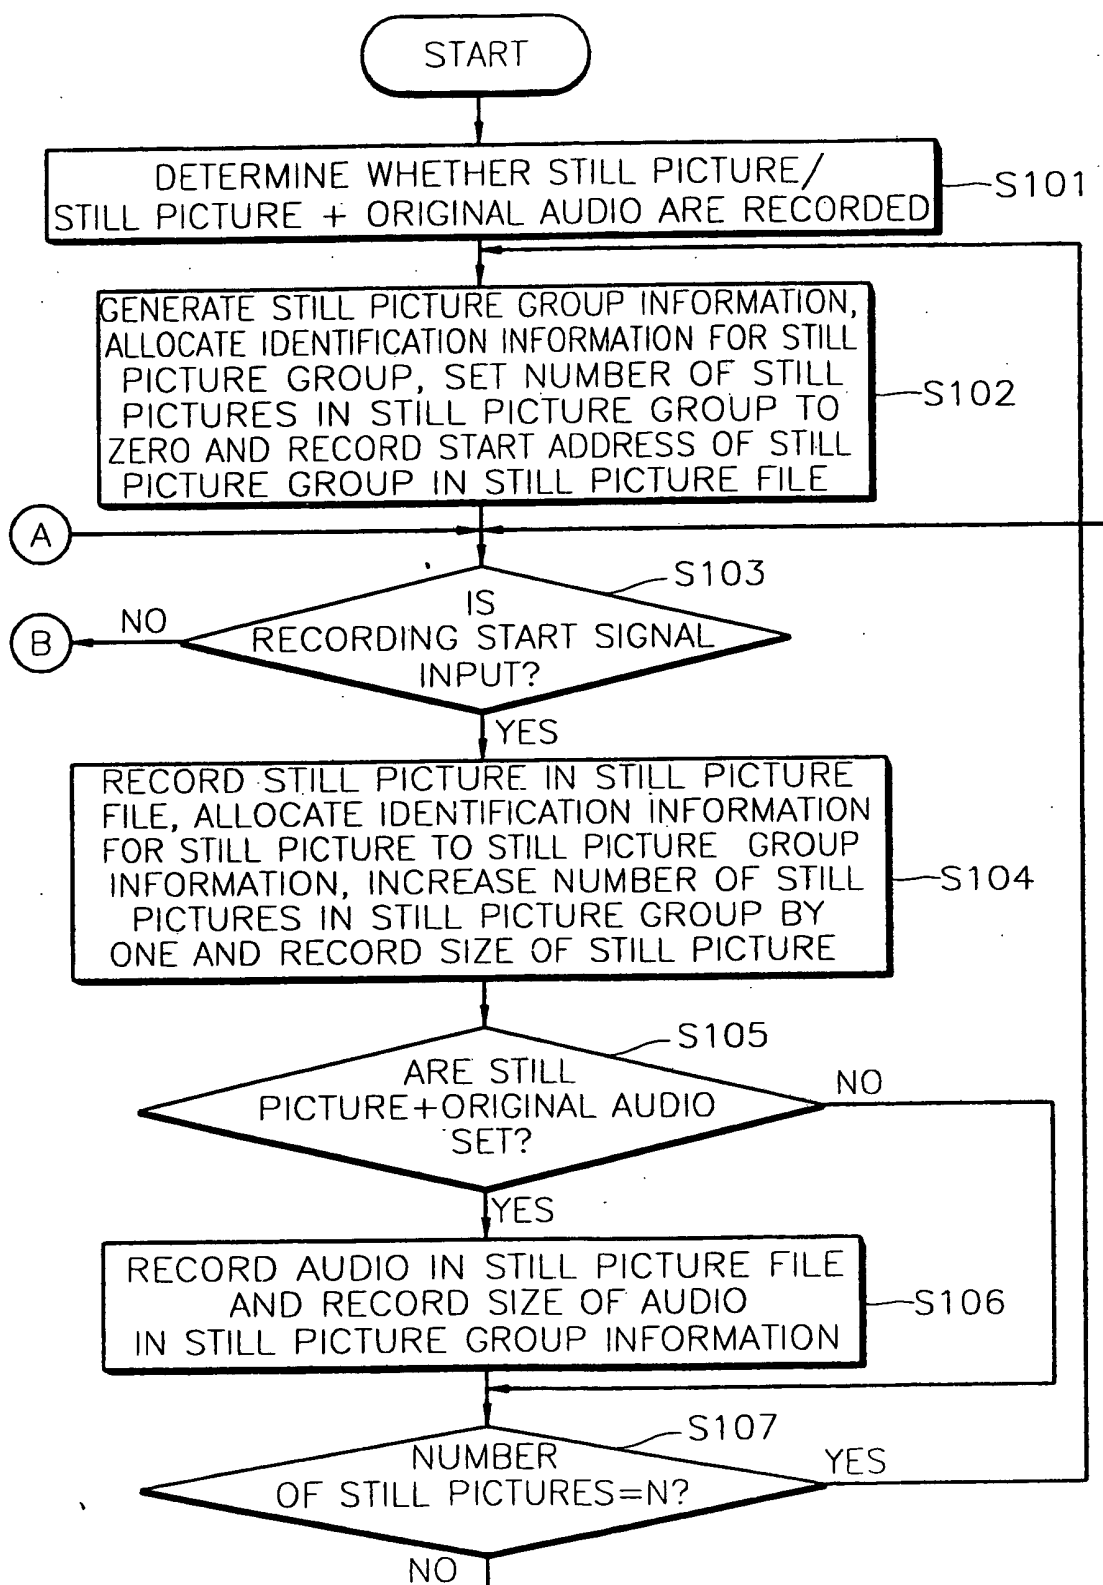 START
DETERMINE WHETHER STILL PICTURE/
STILL PICTURE + ORIGINAL AUDIO ARE RECORDED
S101
GENERATE STILL PICTURE GROUP INFORMATION,
ALLOCATE IDENTIFICATION INFORMATION FOR STILL
PICTURE GROUP, SET NUMBER OF STILL
PICTURES IN STILL PICTURE GROUP TO
ZERO AND RECORD START ADDRESS OF STILL
PICTURE GROUP IN STILL PICTURE FILE
S102
A
S103
IS
RECORDING START SIGNAL
INPUT?
NO
B
YES
RECORD STILL PICTURE IN STILL PICTURE
FILE, ALLOCATE IDENTIFICATION INFORMATION
FOR STILL PICTURE TO STILL PICTURE GROUP
INFORMATION, INCREASE NUMBER OF STILL
PICTURES IN STILL PICTURE GROUP BY
ONE AND RECORD SIZE OF STILL PICTURE
S104
S105
ARE STILL
PICTURE+ORIGINAL AUDIO
SET?
NO
YES
RECORD AUDIO IN STILL PICTURE FILE
AND RECORD SIZE OF AUDIO
IN STILL PICTURE GROUP INFORMATION
S106
S107
NUMBER
OF STILL PICTURES=N?
YES
NO